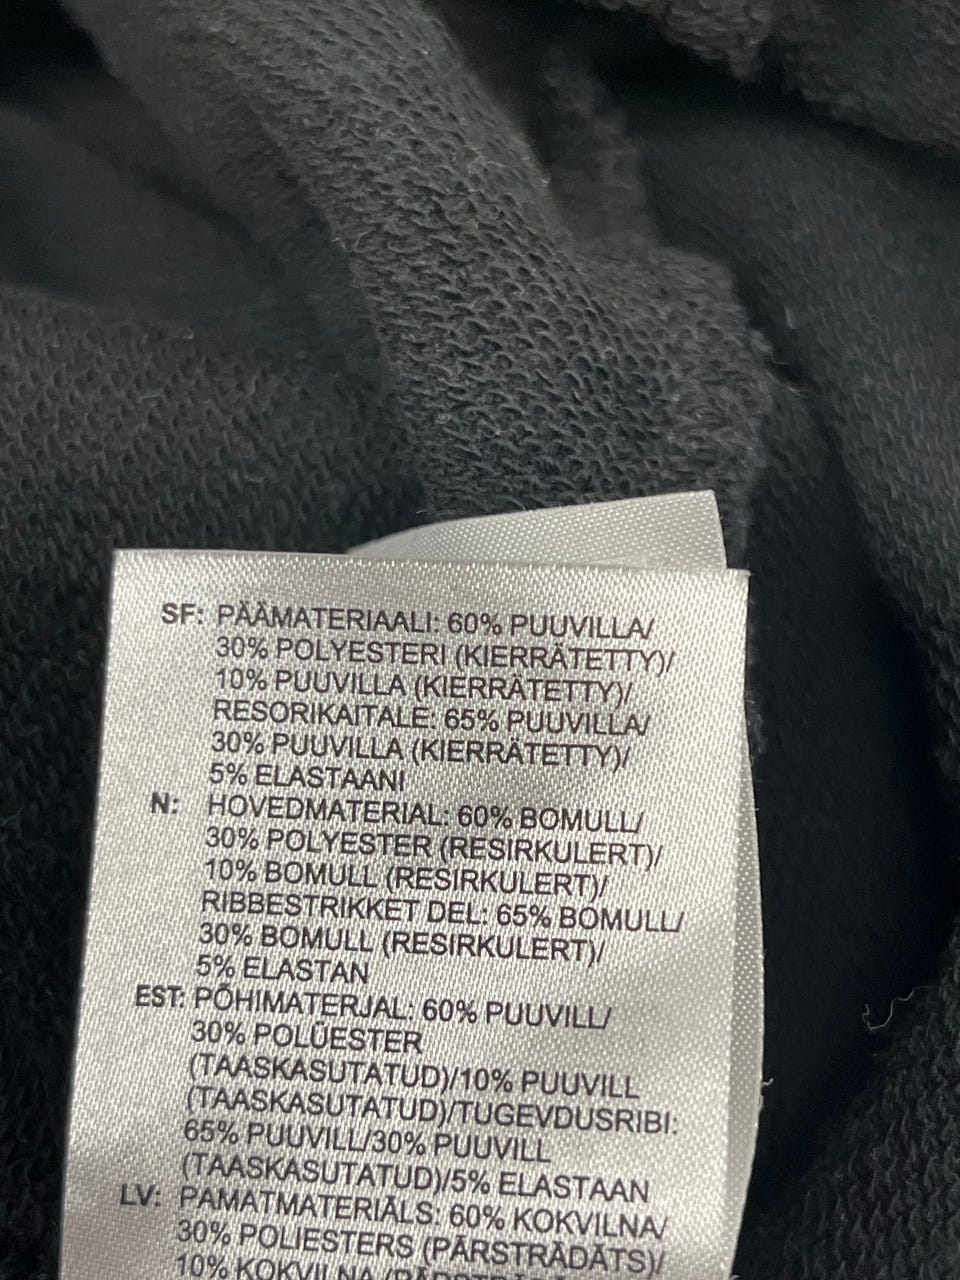 SF: PÄÄMATERIAALI: 60% PUUVILLA/
30% POLYESTERI (KIERRÄTETTY)/
10% PUUVILLA (KIERRÄTETTY)/
RESORIKAITALE: 65% PUUVILLA/
30% PUUVILLA (KIERRÄTETTY)/
5% ELASTAANI
N: HOVEDMATERIAL: 60% BOMULL/
30% POLYESTER (RESIRKULERT)/
10% BOMULL (RESIRKULERT)/
RIBBESTRIKKET DEL: 65% BOMULL/
30% BOMULL (RESIRKULERT)/
5% ELASTAN
EST: PÕHIMATERJAL: 60% PUUVILL/
30% POLÜESTER
(TAASKASUTATUD)/10% PUUVILL
(TAASKASUTATUD)/TUGEVDUSRIBI:
65% PUUVILL/30% PUUVILL
(TAASKASUTATUD)/5% ELASTAAN
LV: PAMATMATERIĀLS: 60% KOKVILNA/
30% POLIESTERS (PĀRSTRĀDĀTS)/
10% KOKVILNA